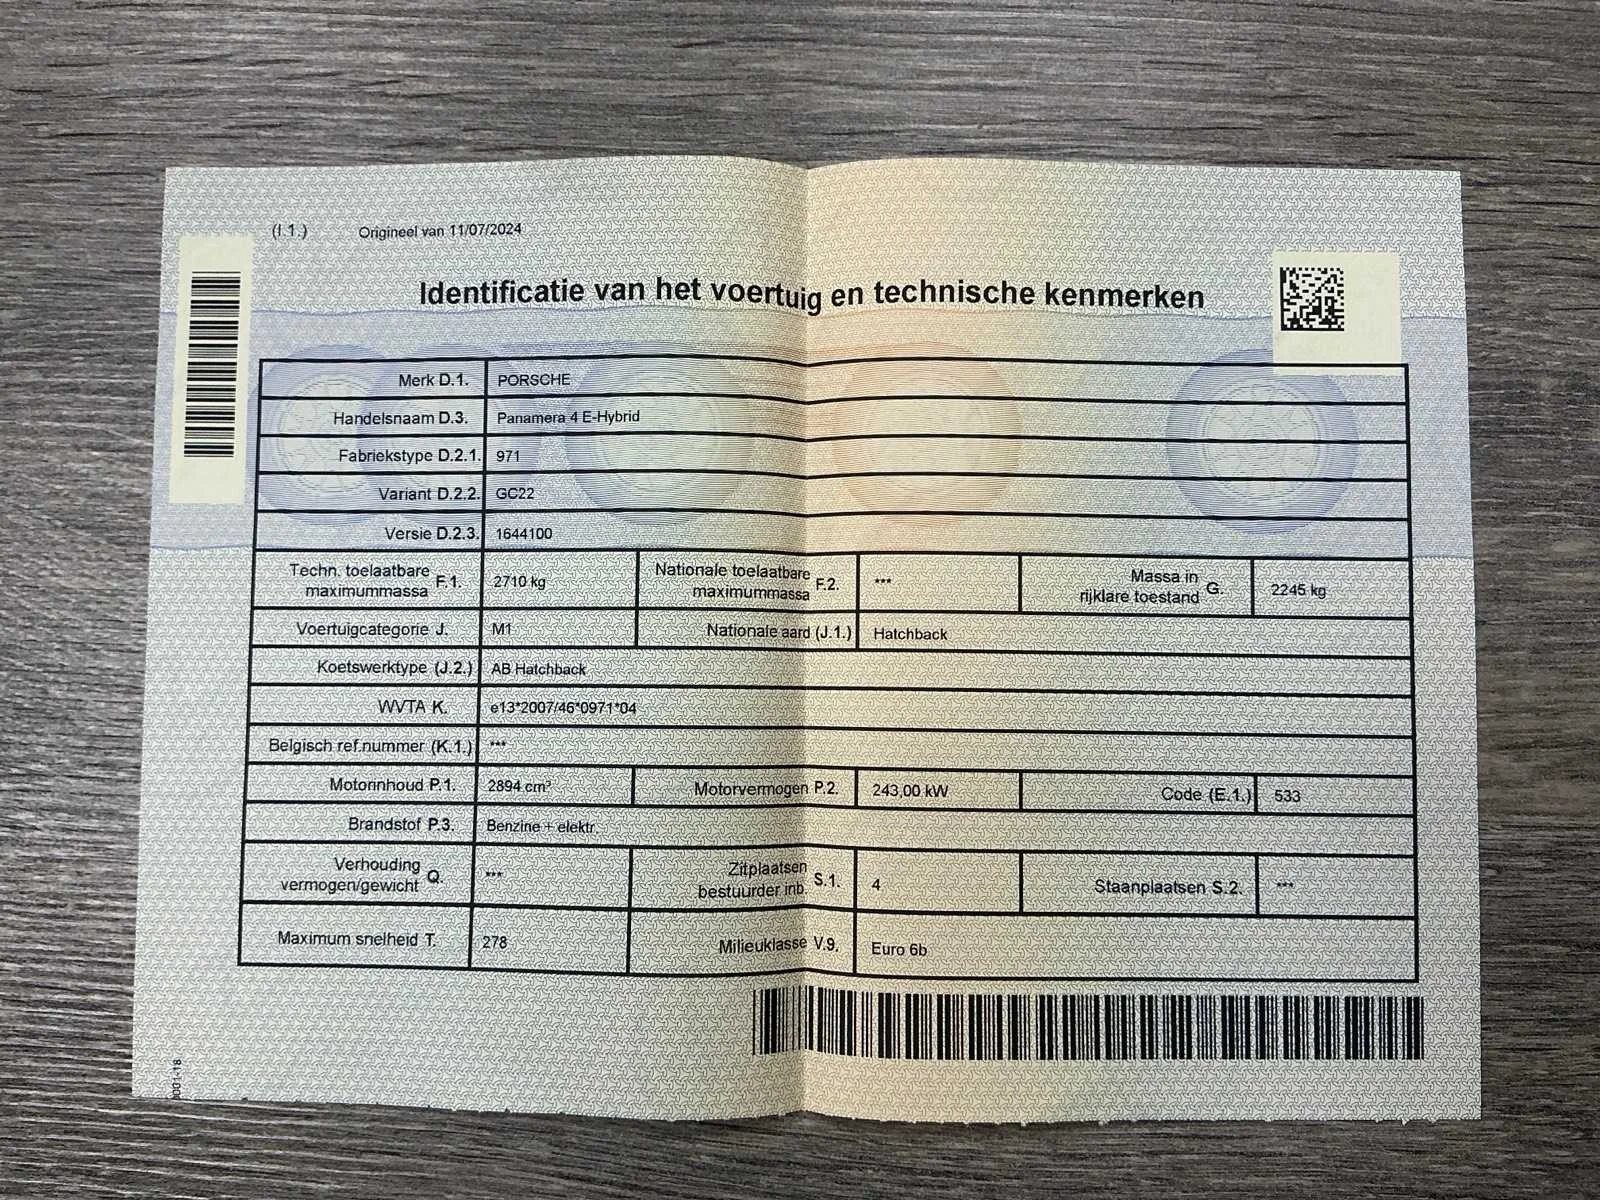 (I.1.) Origineel van 11/07/2024
Identificatie van het voertuig en technische kenmerken
Merk D.1. PORSCHE
Handelsnaam D.3. Panamera 4 E-Hybrid
Fabriekstype D.2.1. 971
Variant D.2.2. GC22
Versie D.2.3. 1644100
Techn. toelaatbare maximummassa F.1. 2710 kg Nationale toelaatbare maximummassa F.2. *** Massa in rijklare toestand G. 2245 kg
Voertuigcategorie J. M1 Nationale aard (J.1.) Hatchback
Koetswerktype (J.2.) AB Hatchback
WVTA K. e13*2007/46*0971*04
Belgisch ref.nummer (K.1.) ***
Motorinhoud P.1. 2894 cm³ Motorvermogen P.2. 243,00 kW Code (E.1.) 533
Brandstof P.3. Benzine + elektr.
Verhouding vermogen/gewicht Q. *** Zitplaatsen bestuurder inb. S.1. 4 Staanplaatsen S.2. ***
Maximum snelheid T. 278 Milieuklasse V.9. Euro 6b